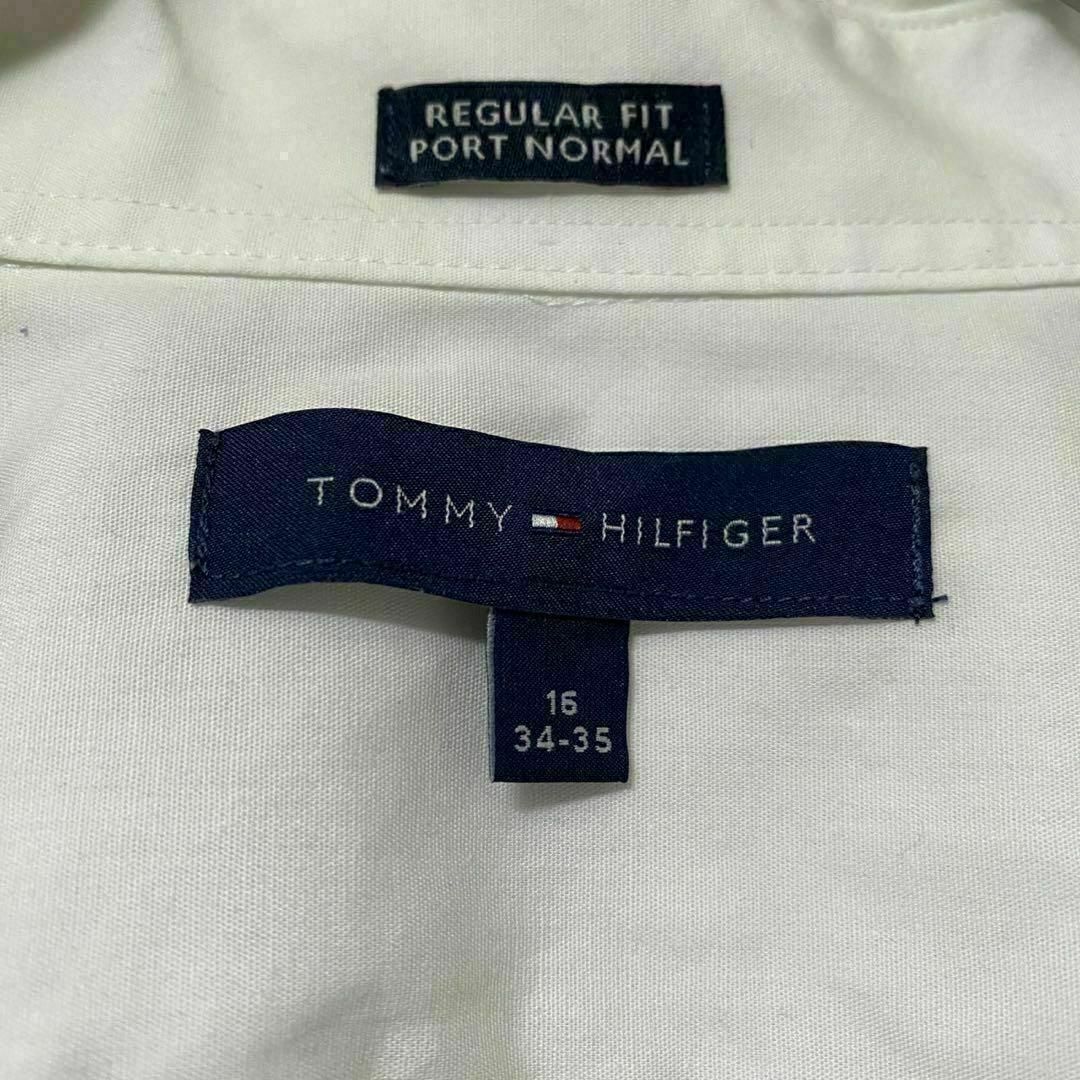 REGULAR FIT
PORT NORMAL
TOMMY HILFIGER
16
34-35